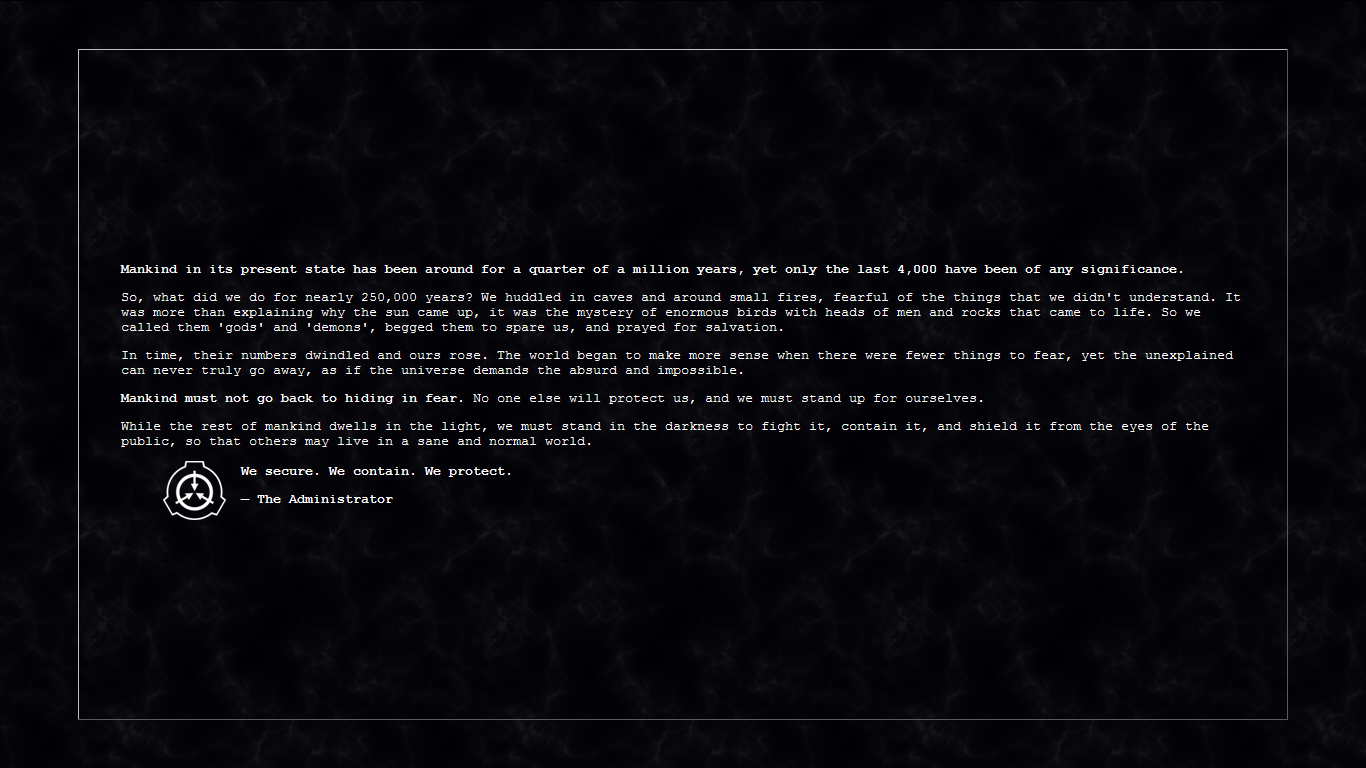 Mankind in its present state has been around for a quarter of a million years, yet only the last 4,000 have been of any significance.
So, what did we do for nearly 250,000 years? We huddled in caves and around small fires, fearful of the things that we didn't understand. It
was more than explaining why the sun came up, it was the mystery of enormous birds with heads of men and rocks that came to life. So we
called them 'gods' and 'demons', begged them to spare us, and prayed for salvation.
In time, their numbers dwindled and ours rose. The world began to make more sense when there were fewer things to fear, yet the unexplained
can never truly go away, as if the universe demands the absurd and impossible.
Mankind must not go back to hiding in fear. No one else will protect us, and we must stand up for ourselves.
While the rest of mankind dwells in the light, we must stand in the darkness to fight it, contain it, and shield it from the eyes of the
public, so that others may live in a sane and normal world.
We secure. We contain. We protect.
— The Administrator